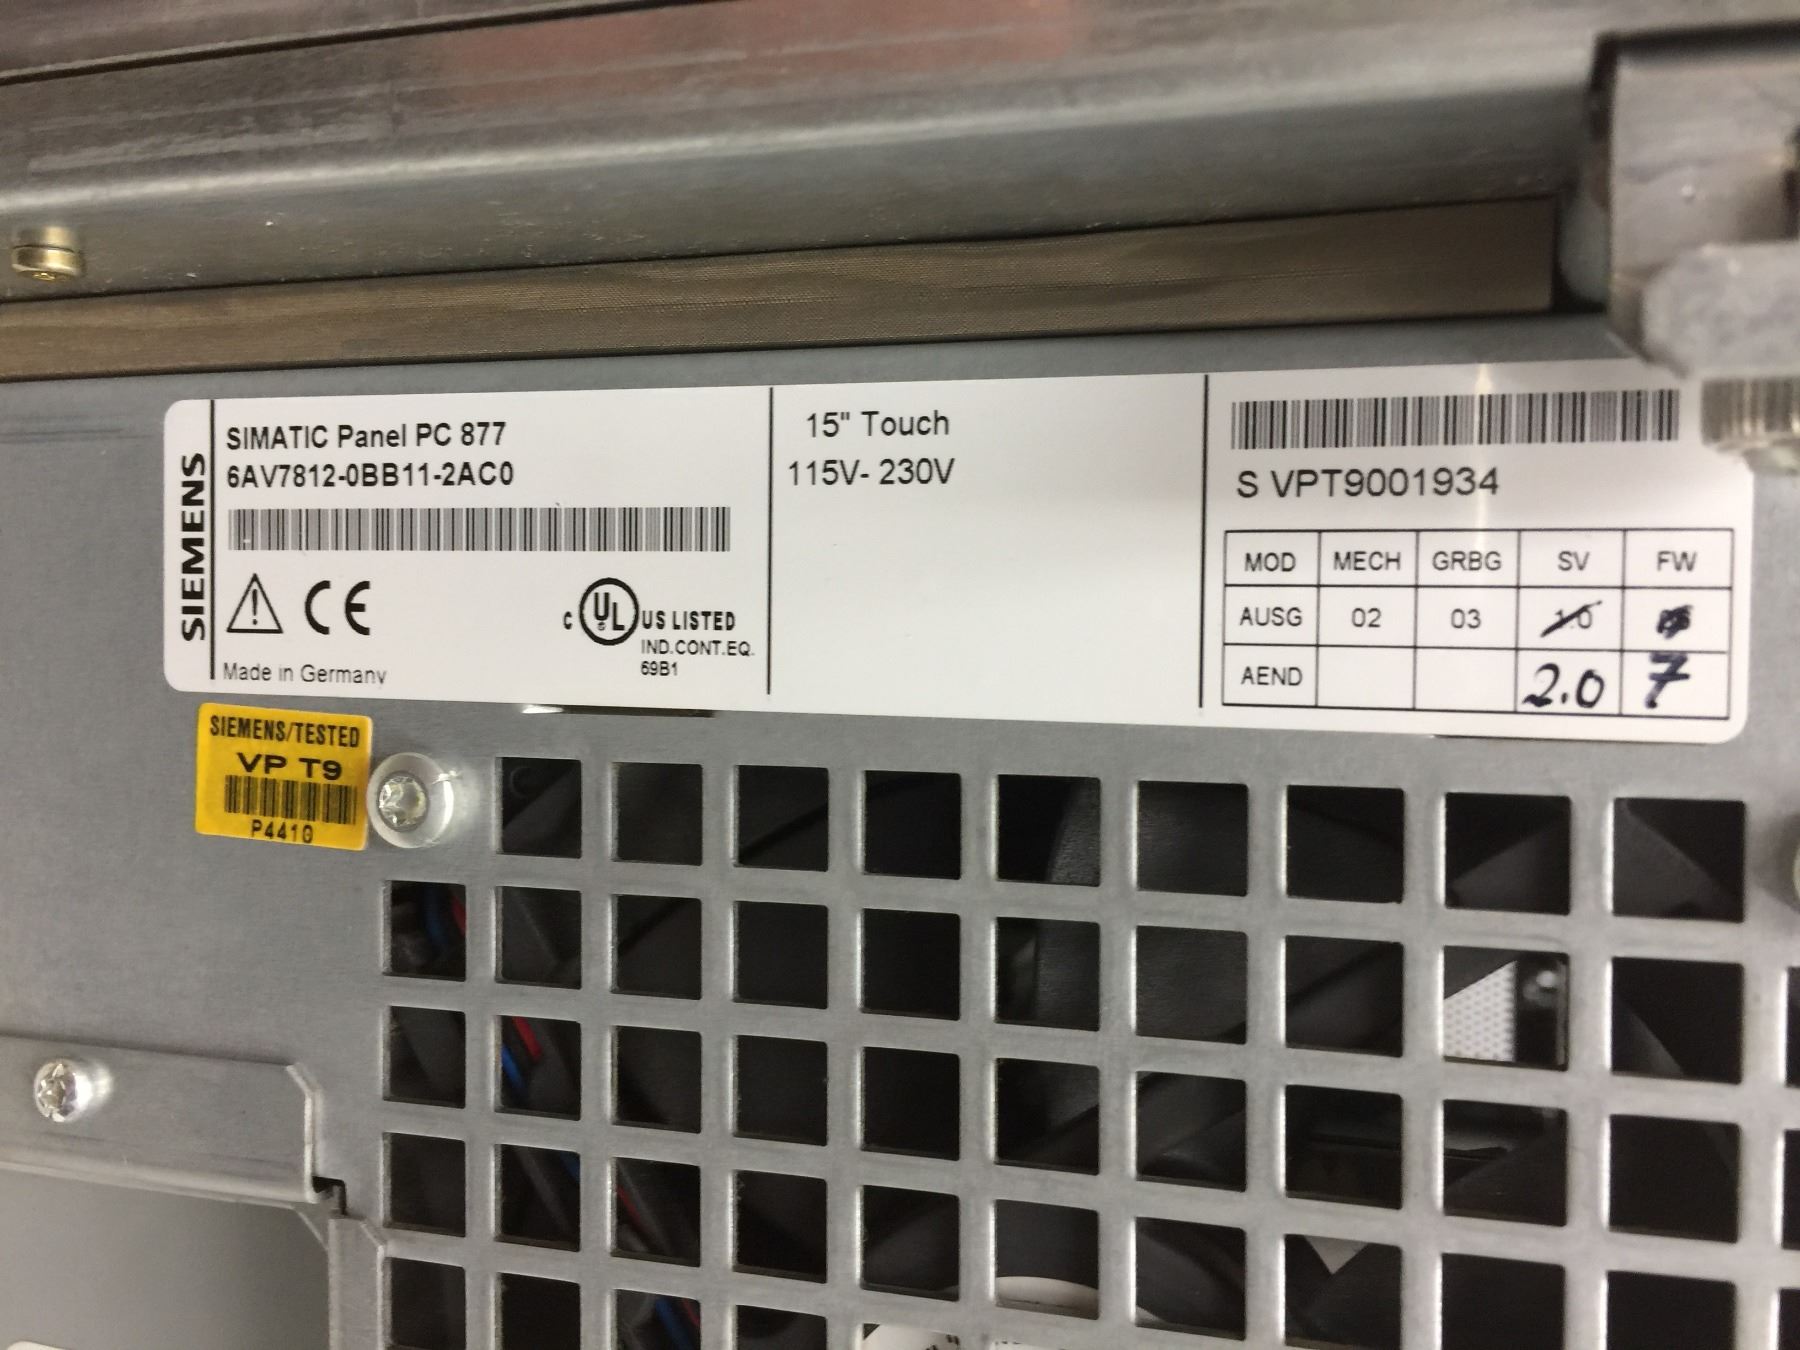 SIEMENS
SIMATIC Panel PC 877
6AV7812-0BB11-2AC0
CE
C UL US LISTED
IND.CONT.EQ.
69B1
Made in Germany
15" Touch
115V- 230V
S VPT9001934
MOD MECH GRBG SV FW
AUSG 02 03 1.0
AEND 2.0 7
SIEMENS/TESTED
VP T9
P4410